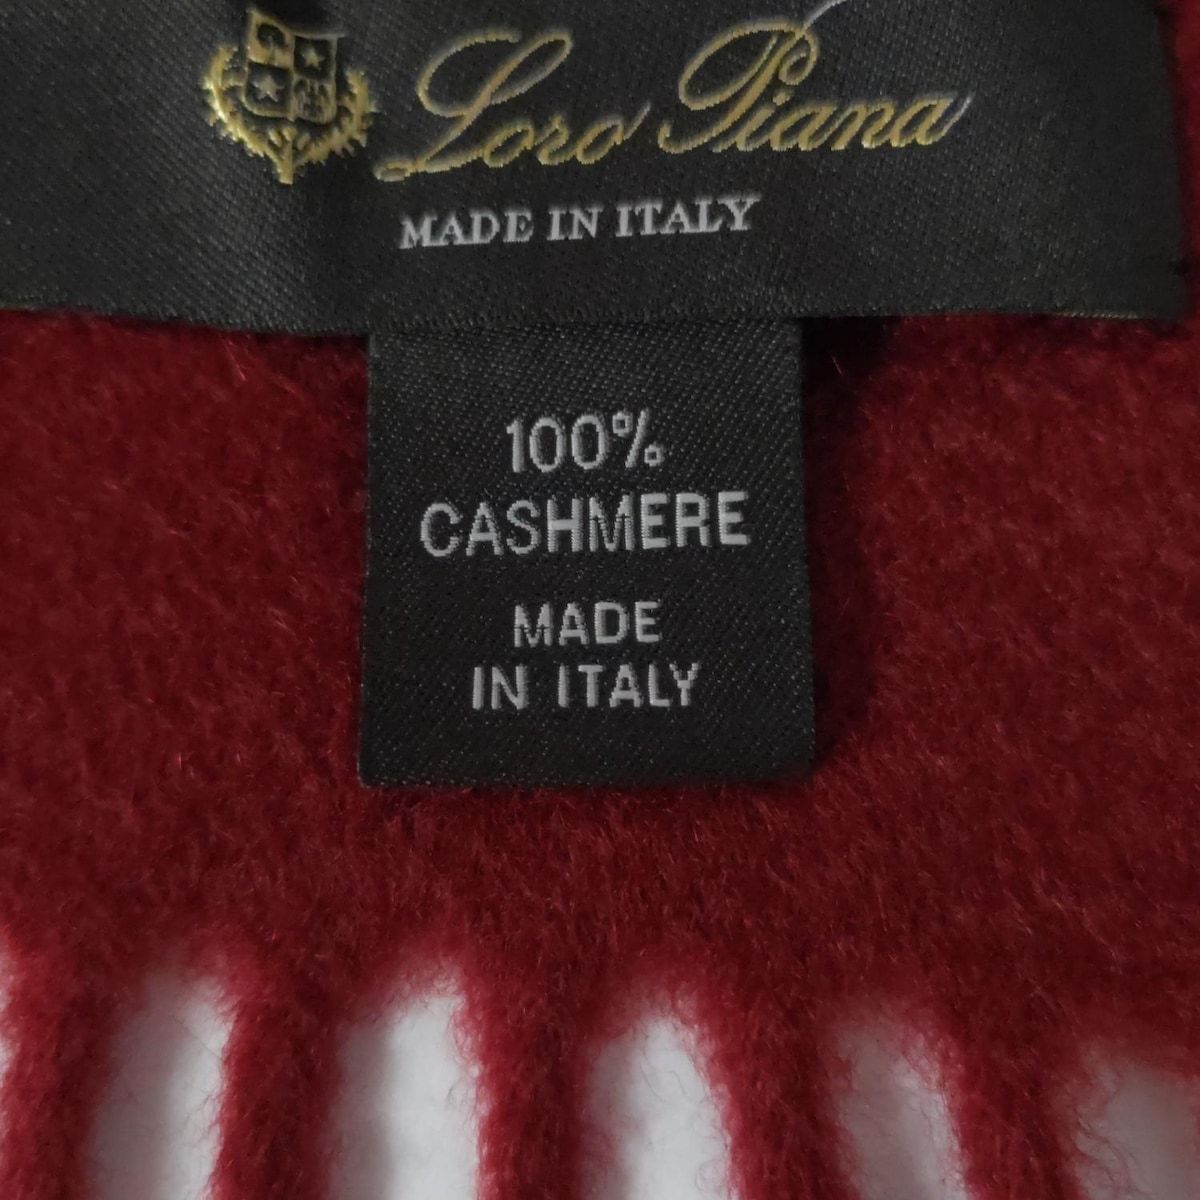 Loro Piana
MADE IN ITALY
100%
CASHMERE
MADE
IN ITALY